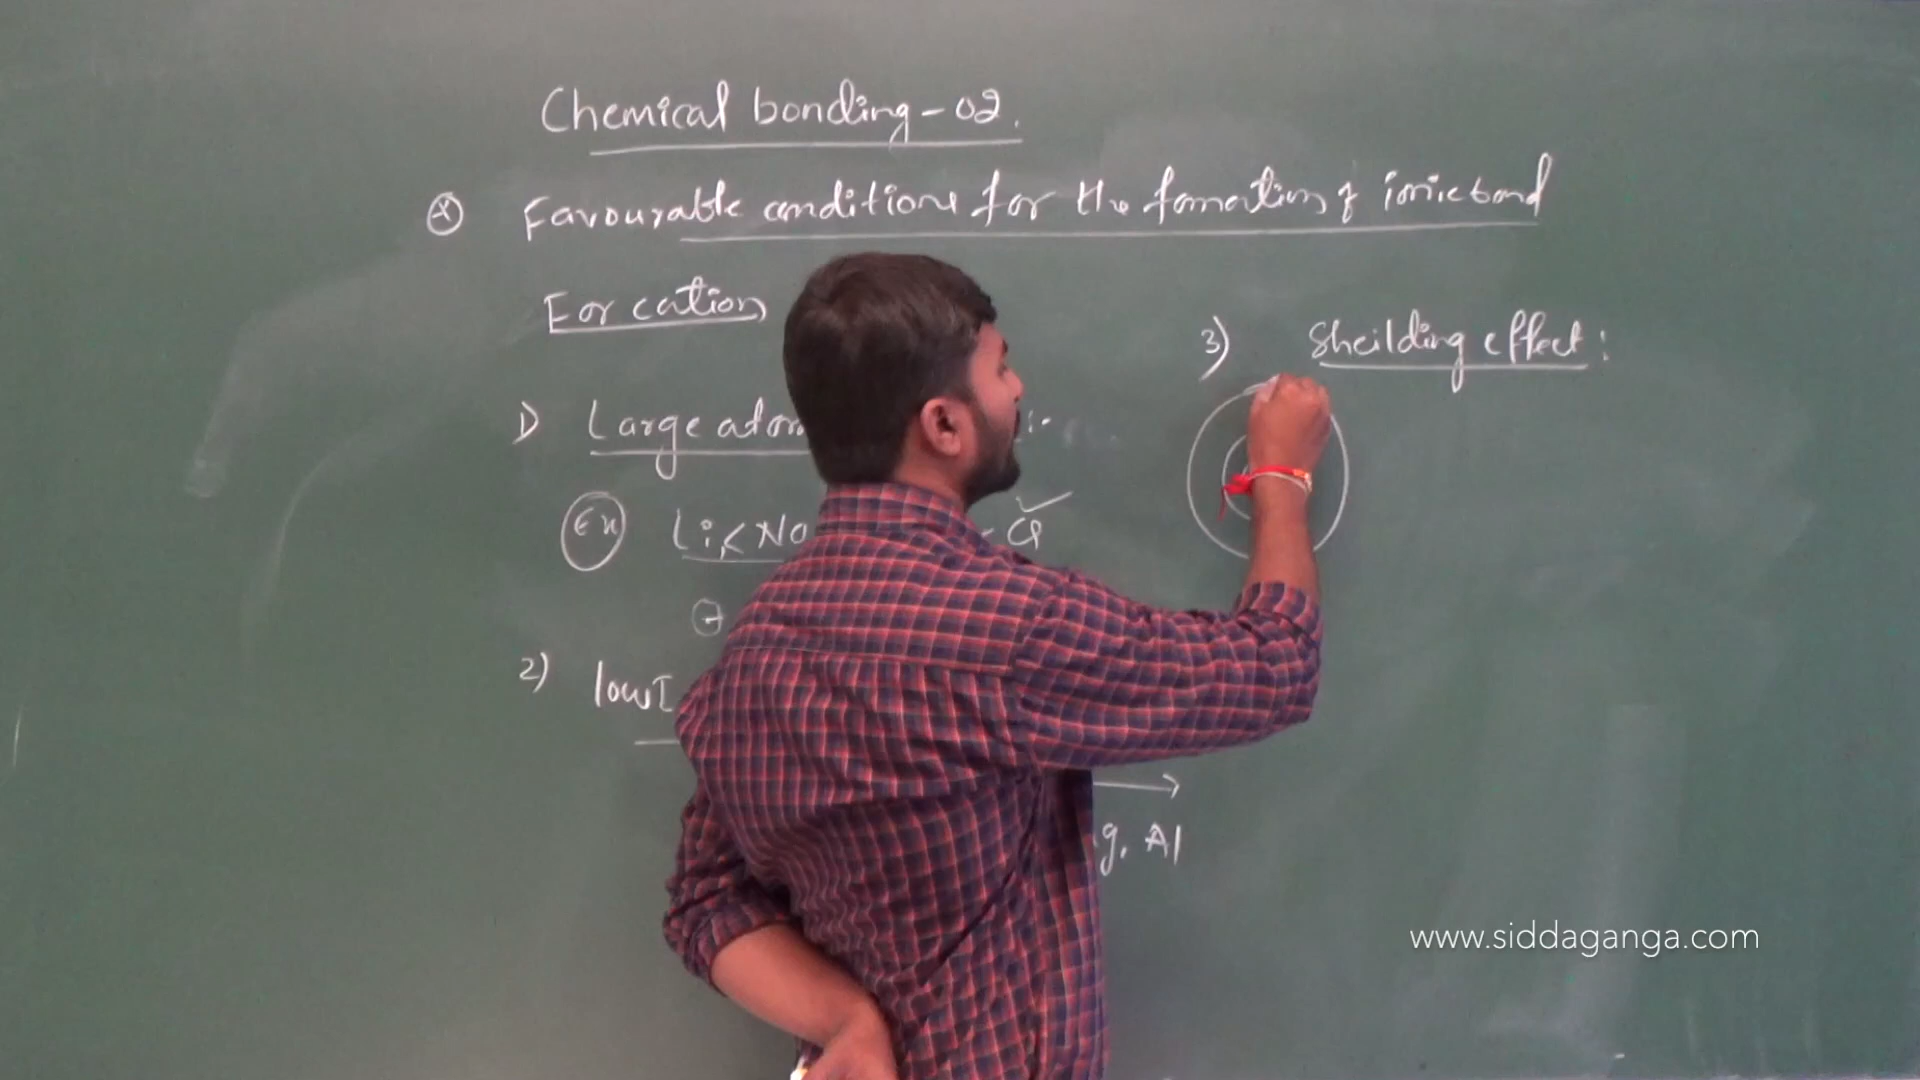 Chemical bonding - 02.
Favourable conditions for the formation of ionic bond
For cation
1) Large atom
Ex Li < Na
2) low I
g, Al
3) Sheilding effect:
www.siddaganga.com